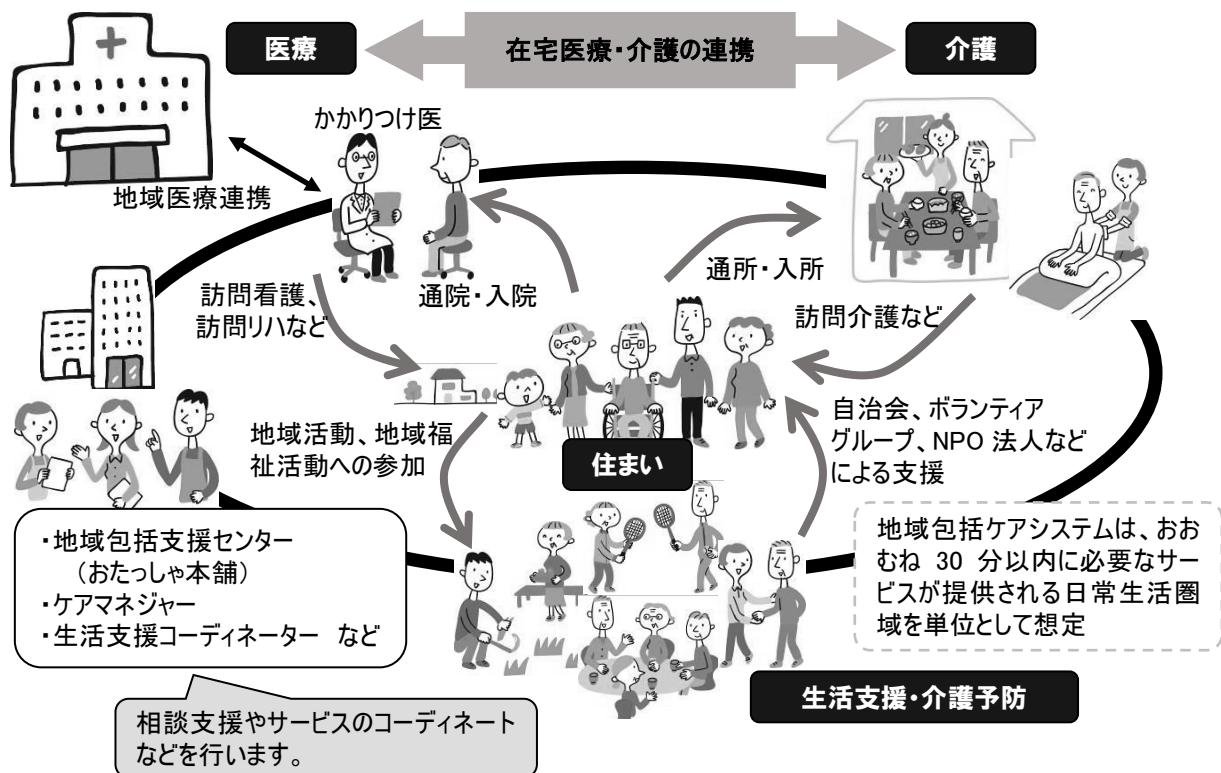 医療
在宅医療・介護の連携
介護
かかりつけ医
地域医療連携
訪問看護、
訪問リハなど
通院・入院
通所・入所
訪問介護など
地域活動、地域福
祉活動への参加
住まい
自治会、ボランティア
グループ、NPO 法人など
による支援
・地域包括支援センター
（おたっしゃ本舗）
・ケアマネジャー
・生活支援コーディネーター など
地域包括ケアシステムは、おお
むね 30 分以内に必要なサー
ビスが提供される日常生活圏
域を単位として想定
生活支援・介護予防
相談支援やサービスのコーディネート
などを行います。